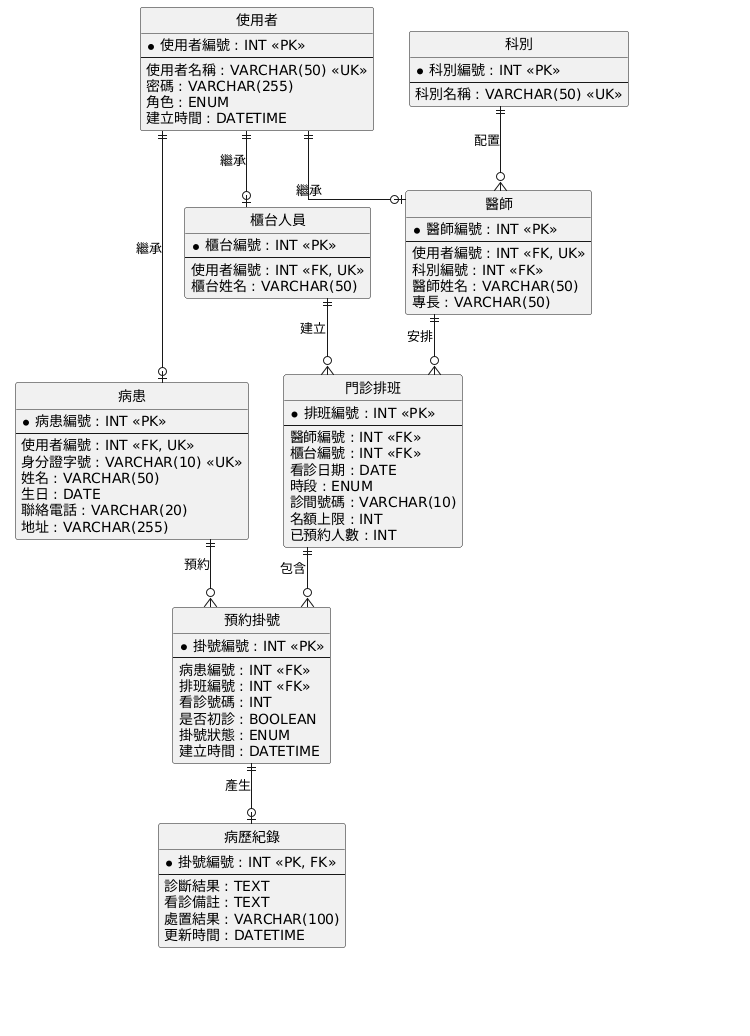 使用者
* 使用者編號 : INT «PK»
使用者名稱 : VARCHAR(50) «UK»
密碼 : VARCHAR(255)
角色 : ENUM
建立時間 : DATETIME
科別
* 科別編號 : INT «PK»
科別名稱 : VARCHAR(50) «UK»
繼承
繼承
繼承
配置
櫃台人員
* 櫃台編號 : INT «PK»
使用者編號 : INT «FK, UK»
櫃台姓名 : VARCHAR(50)
醫師
* 醫師編號 : INT «PK»
使用者編號 : INT «FK, UK»
科別編號 : INT «FK»
醫師姓名 : VARCHAR(50)
專長 : VARCHAR(50)
建立
安排
病患
* 病患編號 : INT «PK»
使用者編號 : INT «FK, UK»
身分證字號 : VARCHAR(10) «UK»
姓名 : VARCHAR(50)
生日 : DATE
聯絡電話 : VARCHAR(20)
地址 : VARCHAR(255)
門診排班
* 排班編號 : INT «PK»
醫師編號 : INT «FK»
櫃台編號 : INT «FK»
看診日期 : DATE
時段 : ENUM
診間號碼 : VARCHAR(10)
名額上限 : INT
已預約人數 : INT
預約
包含
預約掛號
* 掛號編號 : INT «PK»
病患編號 : INT «FK»
排班編號 : INT «FK»
看診號碼 : INT
是否初診 : BOOLEAN
掛號狀態 : ENUM
建立時間 : DATETIME
產生
病歷紀錄
* 掛號編號 : INT «PK, FK»
診斷結果 : TEXT
看診備註 : TEXT
處置結果 : VARCHAR(100)
更新時間 : DATETIME